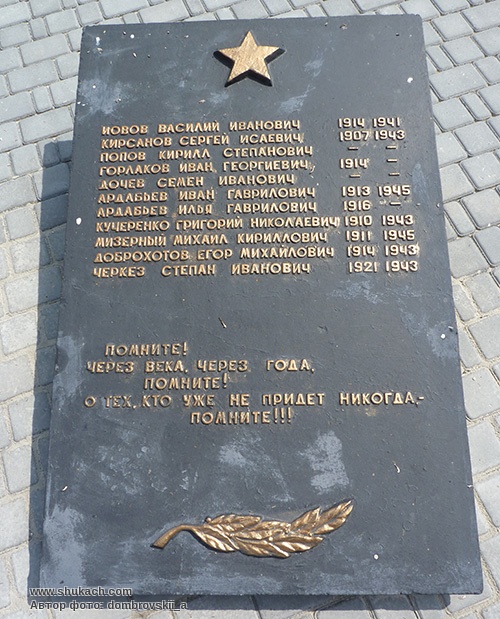 ИОВОВ ВАСИЛИЙ ИВАНОВИЧ 1914 1941
КИРСАНОВ СЕРГЕЙ ИСАЕВИЧ 1907 1943
ПОПОВ КИРИЛЛ СТЕПАНОВИЧ — —
ГОРЛАКОВ ИВАН ГЕОРГИЕВИЧ 1914 —
ДОЧЕВ СЕМЕН ИВАНОВИЧ — —
АРДАБЬЕВ ИВАН ГАВРИЛОВИЧ 1913 1945
АРДАБЬЕВ ИЛЬЯ ГАВРИЛОВИЧ 1916 —
КУЧЕРЕНКО ГРИГОРИЙ НИКОЛАЕВИЧ 1910 1943
МИЗЕРНЫЙ МИХАИЛ КИРИЛЛОВИЧ 1911 1945
ДОБРОХОТОВ ЕГОР МИХАЙЛОВИЧ 1914 1943
ЧЕРКЕЗ СТЕПАН ИВАНОВИЧ 1921 1943
ПОМНИТЕ!
ЧЕРЕЗ ВЕКА, ЧЕРЕЗ ГОДА,
ПОМНИТЕ!
О ТЕХ, КТО УЖЕ НЕ ПРИДЕТ НИКОГДА,-
ПОМНИТЕ!!!
www.shukach.com
Автор фото: dombrovskii_a